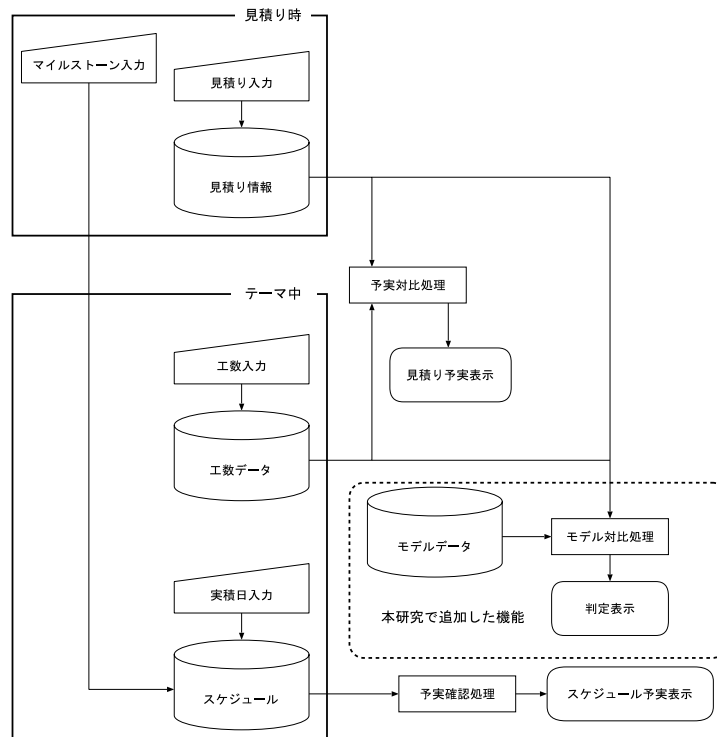 見積り時
マイルストーン入力
見積り入力
見積り情報
テーマ中
予実対比処理
工数入力
見積り予実表示
工数データ
モデルデータ
モデル対比処理
実積日入力
本研究で追加した機能
判定表示
スケジュール
予実確認処理
スケジュール予実表示